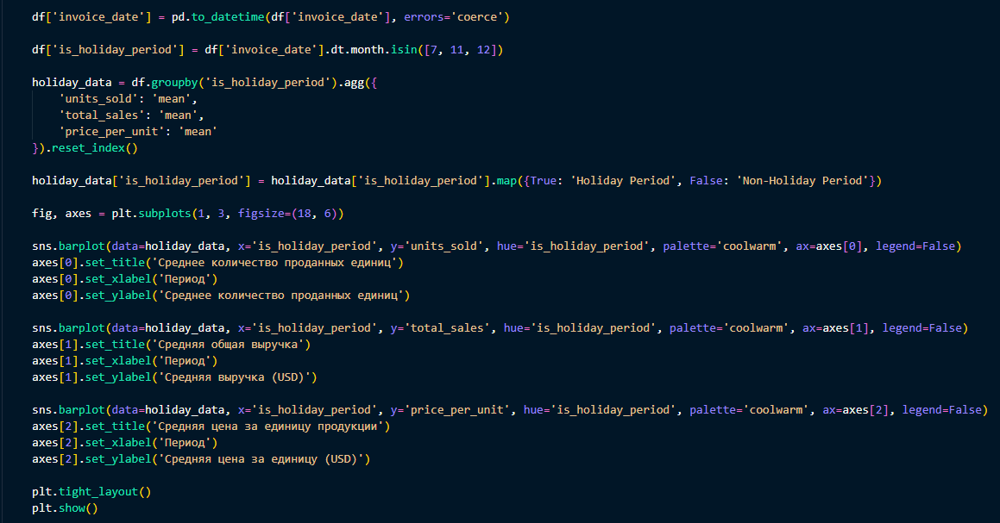 df['invoice_date'] = pd.to_datetime(df['invoice_date'], errors='coerce')
df['is_holiday_period'] = df['invoice_date'].dt.month.isin([7, 11, 12])
holiday_data = df.groupby('is_holiday_period').agg({
    'units_sold': 'mean',
    'total_sales': 'mean',
    'price_per_unit': 'mean'
}).reset_index()
holiday_data['is_holiday_period'] = holiday_data['is_holiday_period'].map({True: 'Holiday Period', False: 'Non-Holiday Period'})
fig, axes = plt.subplots(1, 3, figsize=(18, 6))
sns.barplot(data=holiday_data, x='is_holiday_period', y='units_sold', hue='is_holiday_period', palette='coolwarm', ax=axes[0], legend=False)
axes[0].set_title('Среднее количество проданных единиц')
axes[0].set_xlabel('Период')
axes[0].set_ylabel('Среднее количество проданных единиц')
sns.barplot(data=holiday_data, x='is_holiday_period', y='total_sales', hue='is_holiday_period', palette='coolwarm', ax=axes[1], legend=False)
axes[1].set_title('Средняя общая выручка')
axes[1].set_xlabel('Период')
axes[1].set_ylabel('Средняя выручка (USD)')
sns.barplot(data=holiday_data, x='is_holiday_period', y='price_per_unit', hue='is_holiday_period', palette='coolwarm', ax=axes[2], legend=False)
axes[2].set_title('Средняя цена за единицу продукции')
axes[2].set_xlabel('Период')
axes[2].set_ylabel('Средняя цена за единицу (USD)')
plt.tight_layout()
plt.show()